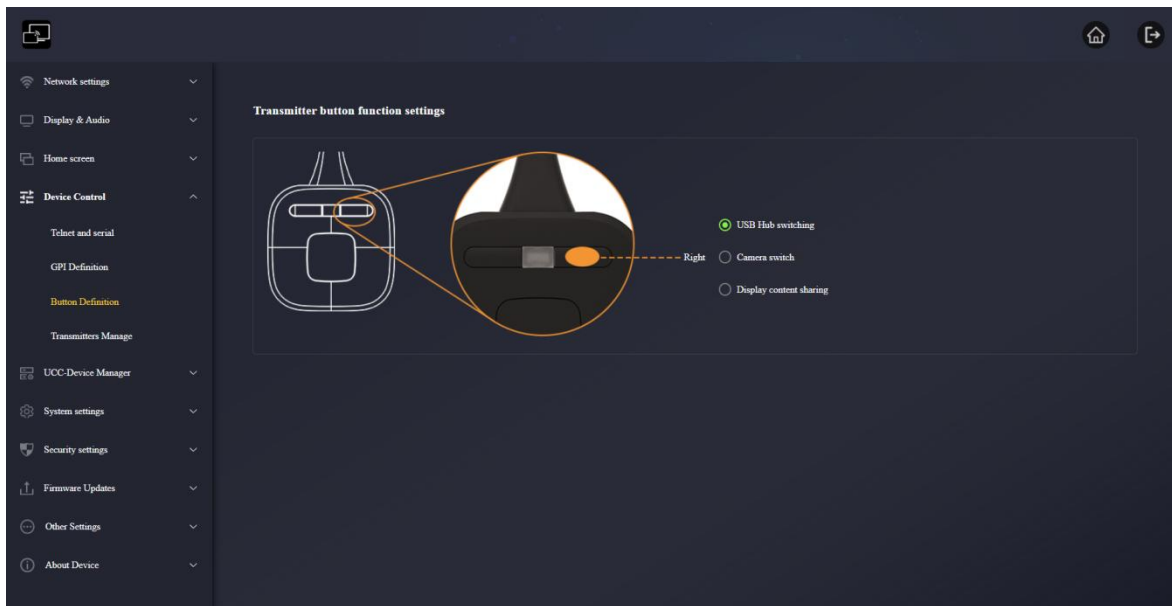 Network settings
Display & Audio
Home screen
Device Control
Telnet and serial
GPI Definition
Button Definition
Transmitters Manage
UCC-Device Manager
System settings
Security settings
Firmware Updates
Other Settings
About Device
Transmitter button function settings
USB Hub switching
Right Camera switch
Display content sharing